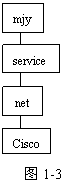 mjy
service
net
Cisco
图 1-3